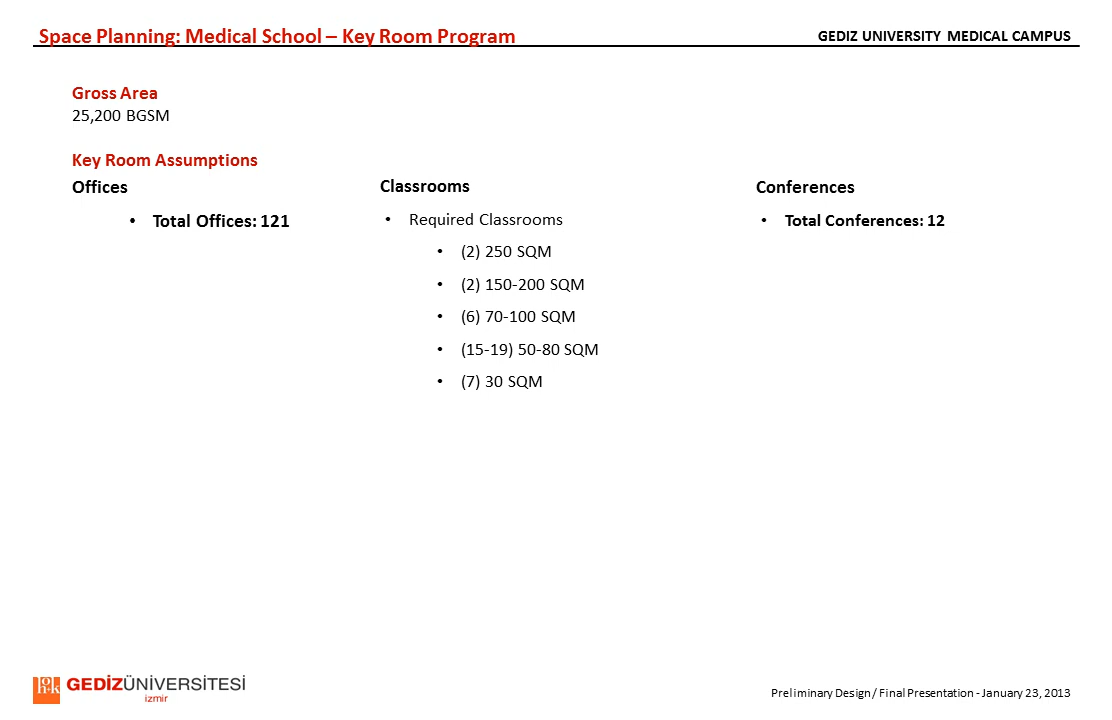 Space Planning: Medical School – Key Room Program
GEDIZ UNIVERSITY MEDICAL CAMPUS
Gross Area
25,200 BGSM
Key Room Assumptions
Offices
• Total Offices: 121
Classrooms
• Required Classrooms
• (2) 250 SQM
• (2) 150-200 SQM
• (6) 70-100 SQM
• (15-19) 50-80 SQM
• (7) 30 SQM
Conferences
• Total Conferences: 12
hok
GEDİZÜNİVERSİTESİ
izmir
Preliminary Design / Final Presentation - January 23, 2013